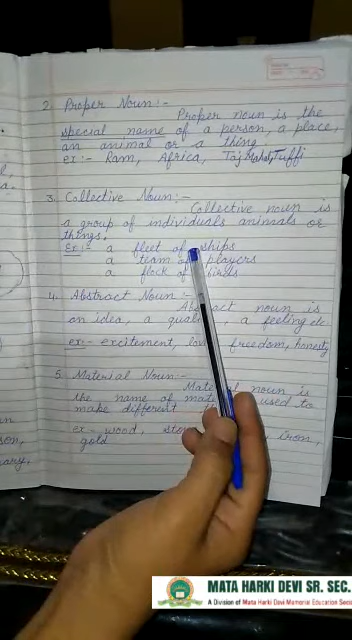 2. Proper Noun:-
Proper noun is the
special name of a person, a place,
an animal or a thing
ex:- Ram, Africa, Taj Mahal, Tuffi
3. Collective Noun:-
Collective noun is
a group of individuals animals or
things.
Ex:- a fleet of ships
a team of players
a flock of birds
4. Abstract Noun:-
Abstract noun is
an idea, a quality, a feeling etc.
ex:- excitement, love, freedom, honesty
5. Material Noun:-
Material noun is
the name of used to
make different
ex- wood, iron,
gold
MATA HARKI DEVI SR. SEC.
A Division of Mata Harki Devi Memorial Education Soci